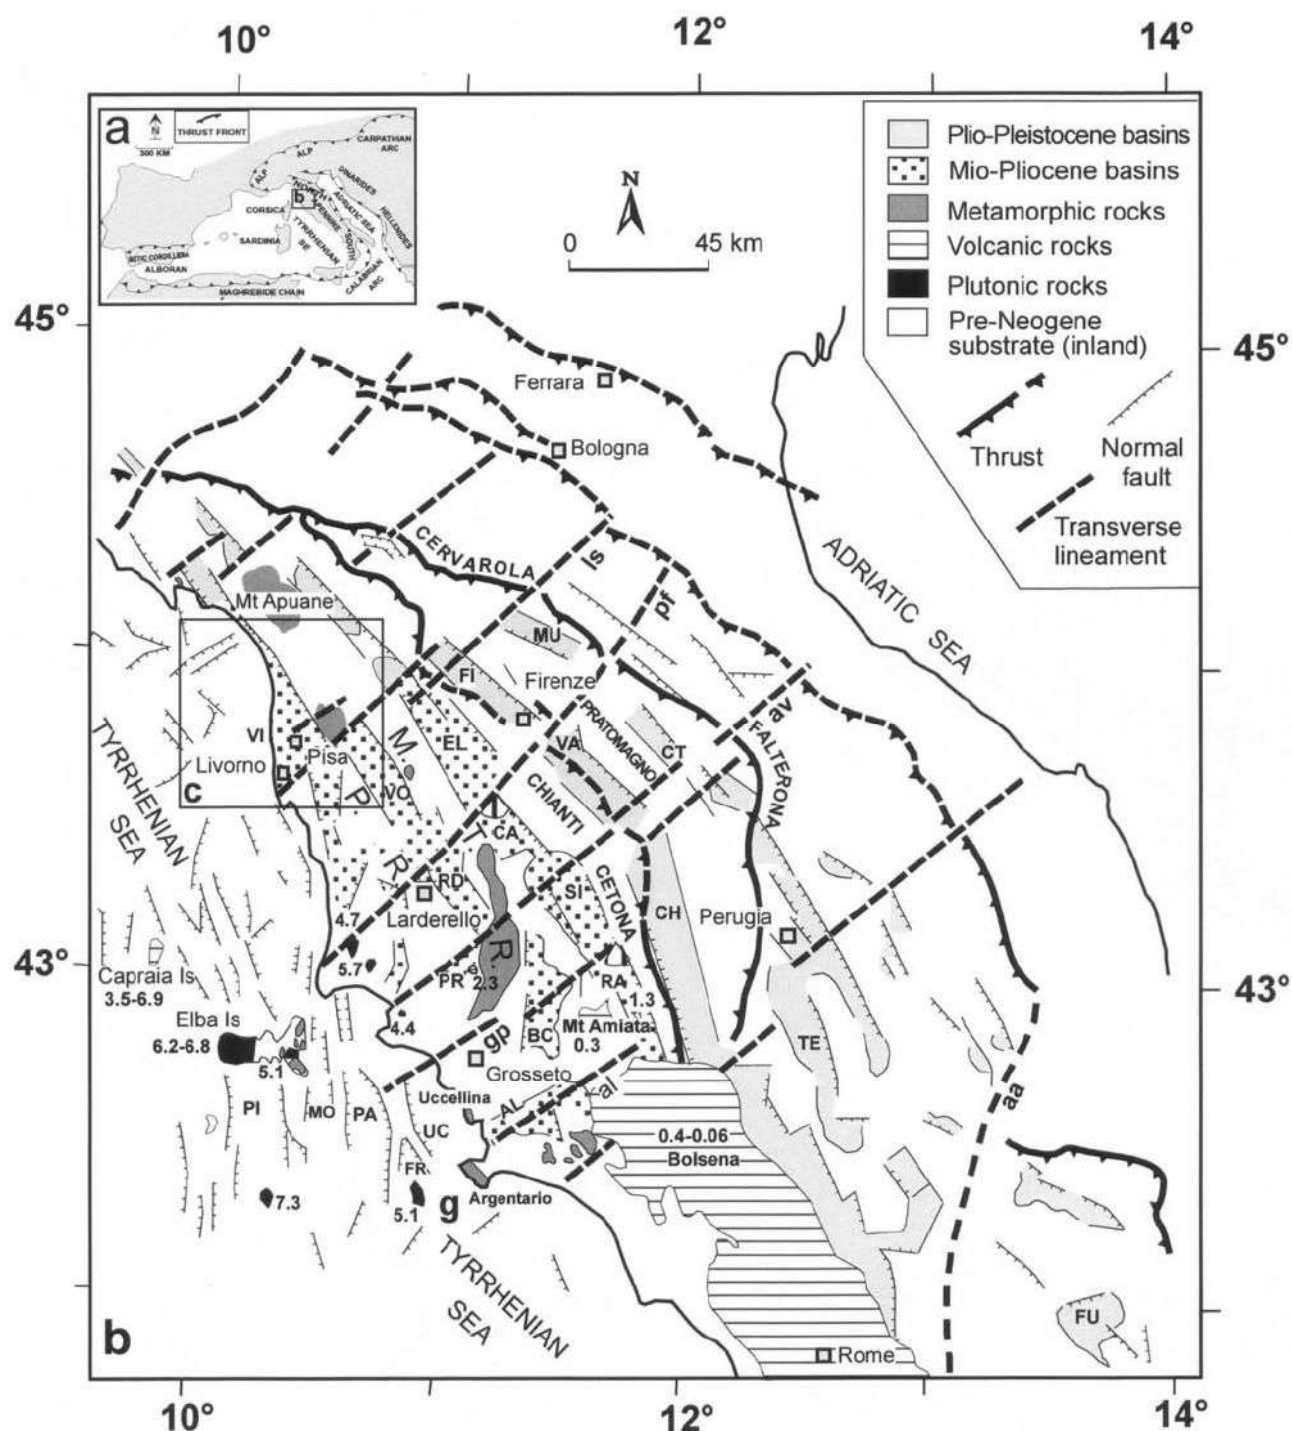 10°
12°
14°
a
N
300 KM
THRUST FRONT
CARPATHAN
ARC
ALP
ALP
DINARIDES
HELLENIDES
NORTH
APENNINE
ADRIATIC SEA
b
CORSICA
SARDINIA
TYRRHENIAN
SE
SOUTH
BETIC CORDILLERA
ALBORAN
MAGHREBIDE CHAIN
CALABRIAN
ARC
N
0 45 km
Plio-Pleistocene basins
Mio-Pliocene basins
Metamorphic rocks
Volcanic rocks
Plutonic rocks
Pre-Neogene
substrate (inland)
Thrust
Normal
fault
Transverse
lineament
45°
45°
Ferrara
Bologna
CERVAROLA
ls
pf
ADRIATIC SEA
Mt Apuane
MU
FI
Firenze
PRATOMAGNO
av
FALTERONA
VI
Pisa
Livorno
c
M
P
R
R.
EL
VO
VA
CT
CHIANTI
CA
TYRRHENIAN
SEA
RD
Larderello
SI
CETONA
CH
Perugia
4.7
5.7
PR
2.3
RA
1.3
43°
43°
Capraia Is
3.5-6.9
Elba Is
6.2-6.8
5.1
4.4
gp
BC
Mt Amiata
0.3
TE
Grosseto
al
PI
MO
PA
Uccellina
UC
AL
aa
0.4-0.06
Bolsena
FR
7.3
5.1
g
Argentario
TYRRHENIAN
SEA
FU
Rome
b
10°
12°
14°